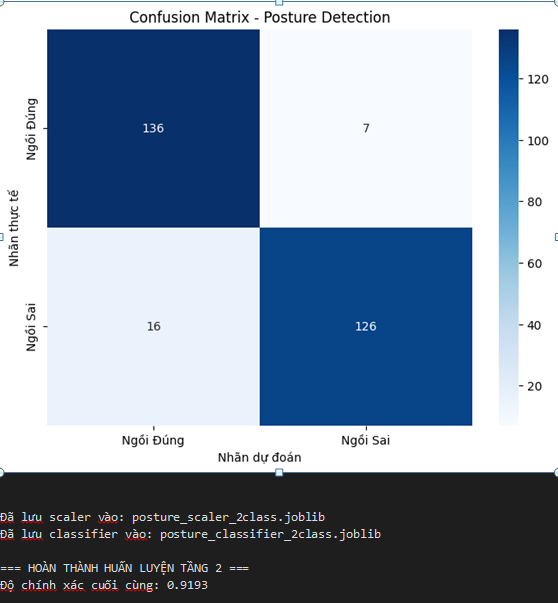 Confusion Matrix - Posture Detection
Ngồi Đúng
136
7
120
100
80
60
40
20
Nhãn thực tế
Ngồi Sai
16
126
Ngồi Đúng
Ngồi Sai
Nhãn dự đoán
Đã lưu scaler vào: posture_scaler_2class.joblib
Đã lưu classifier vào: posture_classifier_2class.joblib
=== HOÀN THÀNH HUẤN LUYỆN TẦNG 2 ===
Độ chính xác cuối cùng: 0.9193